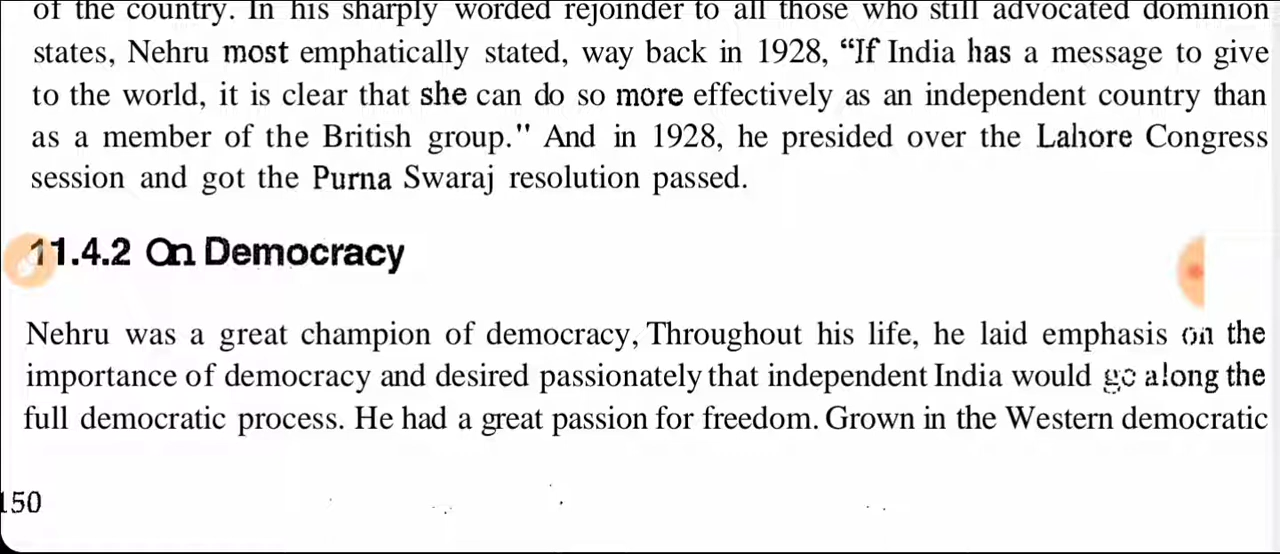 of the country. In his sharply worded rejoinder to all those who still advocated dominion
states, Nehru most emphatically stated, way back in 1928, “If India has a message to give
to the world, it is clear that she can do so more effectively as an independent country than
as a member of the British group." And in 1928, he presided over the Lahore Congress
session and got the Purna Swaraj resolution passed.
11.4.2 On Democracy
Nehru was a great champion of democracy, Throughout his life, he laid emphasis on the
importance of democracy and desired passionately that independent India would go along the
full democratic process. He had a great passion for freedom. Grown in the Western democratic
150